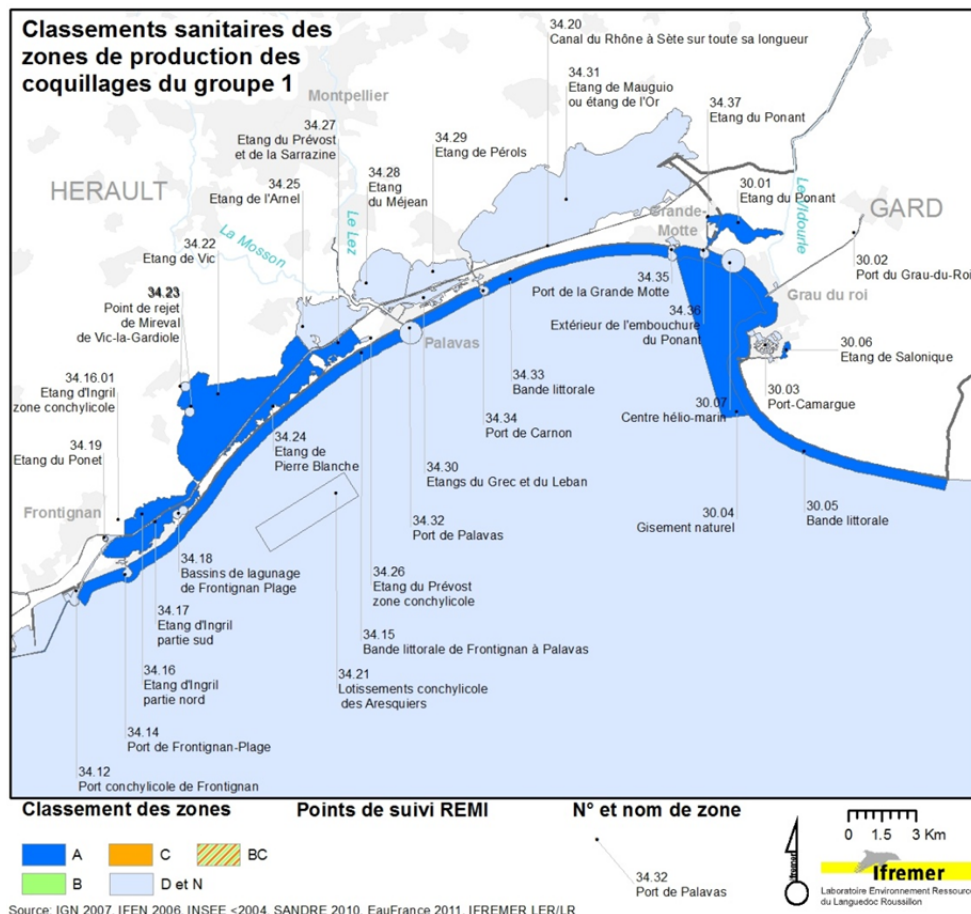 Classements sanitaires des
zones de production des
coquillages du groupe 1
34.20
Canal du Rhône à Sète sur toute sa longueur
34.31
Etang de Mauguio
ou étang de l'Or
34.37
Etang du Ponant
Montpellier
34.27
Etang du Prévost
et de la Sarrazine
34.29
Etang de Pérols
34.28
Etang
du Méjean
34.25
Etang de l'Arnel
30.01
Etang du Ponant
HERAULT
GARD
Le Lez
La Mosson
Le Vidourle
Grande-
Motte
34.22
Etang de Vic
30.02
Port du Grau-du-Roi
34.23
Point de rejet
de Mireval
de Vic-la-Gardiole
34.35
Port de la Grande Motte
Grau du roi
34.36
Extérieur de l'embouchure
du Ponant
Palavas
30.06
Etang de Salonique
34.16.01
Etang d'Ingril
zone conchylicole
34.33
Bande littorale
30.03
Port-Camargue
30.07
Centre hélio-marin
34.34
Port de Carnon
34.19
Etang du Ponet
34.24
Etang de
Pierre Blanche
34.30
Etangs du Grec et du Leban
Frontignan
30.04
Gisement naturel
30.05
Bande littorale
34.32
Port de Palavas
34.18
Bassins de lagunage
de Frontignan Plage
34.26
Etang du Prévost
zone conchylicole
34.17
Etang d'Ingril
partie sud
34.15
Bande littorale de Frontignan à Palavas
34.16
Etang d'Ingril
partie nord
34.21
Lotissements conchylicole
des Aresquiers
34.14
Port de Frontignan-Plage
34.12
Port conchylicole de Frontignan
Classement des zones
Points de suivi REMI
N° et nom de zone
A
C
BC
B
D et N
34.32
Port de Palavas
0 1.5 3 Km
Ifremer
Ifremer
Laboratoire Environnement Ressource
du Languedoc Roussillon
Source: IGN 2007, IFEN 2006, INSEE <2004, SANDRE 2010, EauFrance 2011, IFREMER LER/LR